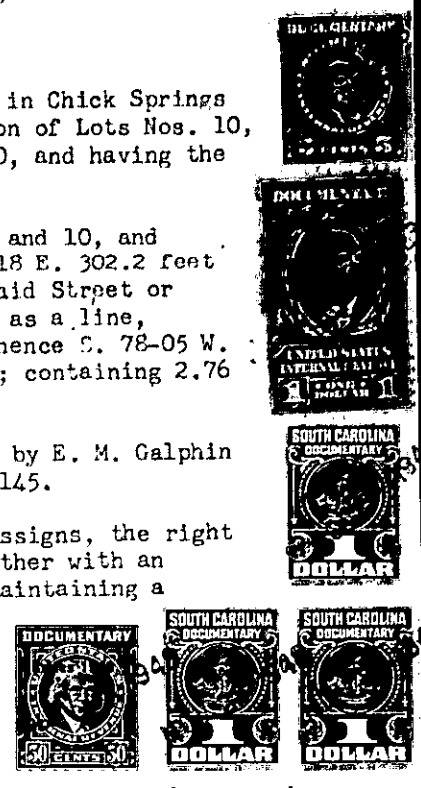 in Chick Springs
on of Lots Nos. 10,
0, and having the
and 10, and
18 E. 302.2 feet
aid Street or
as a line,
hence S. 78-05 W.
; containing 2.76
by E. M. Galphin
145.
ssigns, the right
ther with an
aintaining a
DOCUMENTARY
CENTS
DOCUMENTARY
UNITED STATES
INTERNAL REVENUE
1 ONE DOLLAR 1
SOUTH CAROLINA
DOCUMENTARY
1
DOLLAR
DOCUMENTARY
50 CENTS 50
SOUTH CAROLINA
DOCUMENTARY
1
DOLLAR
SOUTH CAROLINA
DOCUMENTARY
1
DOLLAR